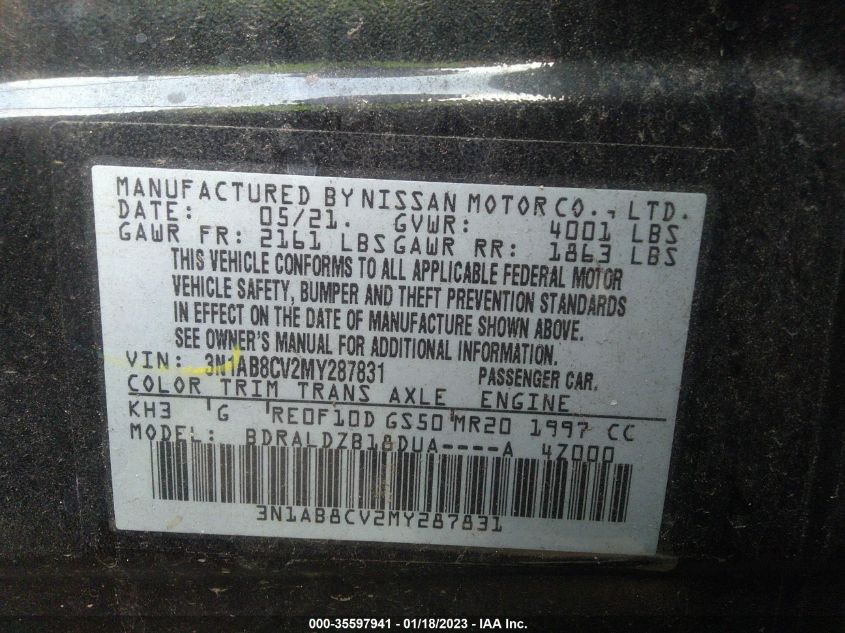 MANUFACTURED BY NISSAN MOTOR CO., LTD.
DATE: 05/21. GVWR: 4001 LBS
GAWR FR: 2161 LBS GAWR RR: 1863 LBS
THIS VEHICLE CONFORMS TO ALL APPLICABLE FEDERAL MOTOR
VEHICLE SAFETY, BUMPER AND THEFT PREVENTION STANDARDS
IN EFFECT ON THE DATE OF MANUFACTURE SHOWN ABOVE.
SEE OWNER'S MANUAL FOR ADDITIONAL DETAILS.
VIN: 3N1AB8CV2MY287831 PASSENGER CAR.
COLOR TRIM TRANS AXLE ENGINE
KH3 G RE0F10D GS50 MR20 1997 CC
MODEL: BDRALDZB18DUA----A 4Z000
3N1AB8CV2MY287831
000-35597941 - 01/18/2023 - IAA Inc.